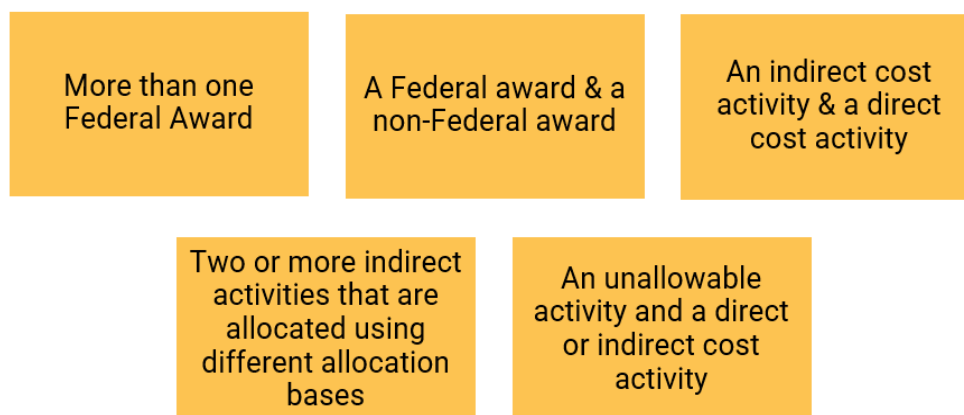 More than one
Federal Award
A Federal award & a
non-Federal award
An indirect cost
activity & a direct
cost activity
Two or more indirect
activities that are
allocated using
different allocation
bases
An unallowable
activity and a direct
or indirect cost
activity